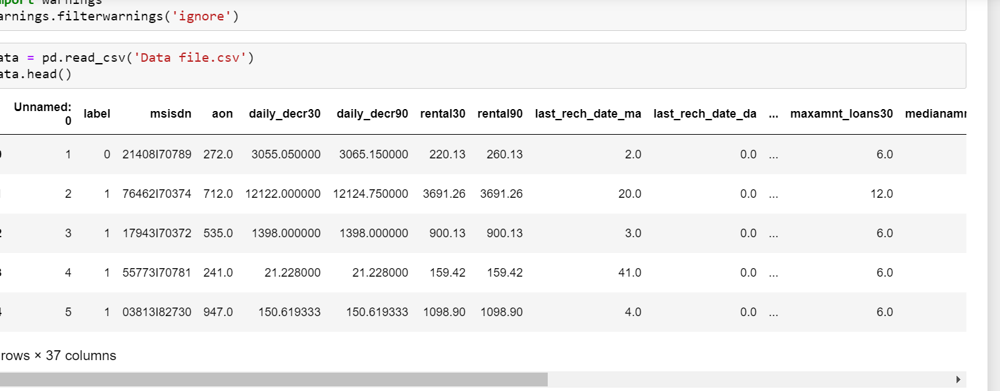 mport warnings
arnings.filterwarnings('ignore')
ata = pd.read_csv('Data file.csv')
ata.head()
Unnamed: 0 label msisdn aon daily_decr30 daily_decr90 rental30 rental90 last_rech_date_ma last_rech_date_da ... maxamnt_loans30 medianamn
1 0 21408I70789 272.0 3055.050000 3065.150000 220.13 260.13 2.0 0.0 ... 6.0
2 1 76462I70374 712.0 12122.000000 12124.750000 3691.26 3691.26 20.0 0.0 ... 12.0
3 1 17943I70372 535.0 1398.000000 1398.000000 900.13 900.13 3.0 0.0 ... 6.0
4 1 55773I70781 241.0 21.228000 21.228000 159.42 159.42 41.0 0.0 ... 6.0
5 1 03813I82730 947.0 150.619333 150.619333 1098.90 1098.90 4.0 0.0 ... 6.0
rows × 37 columns